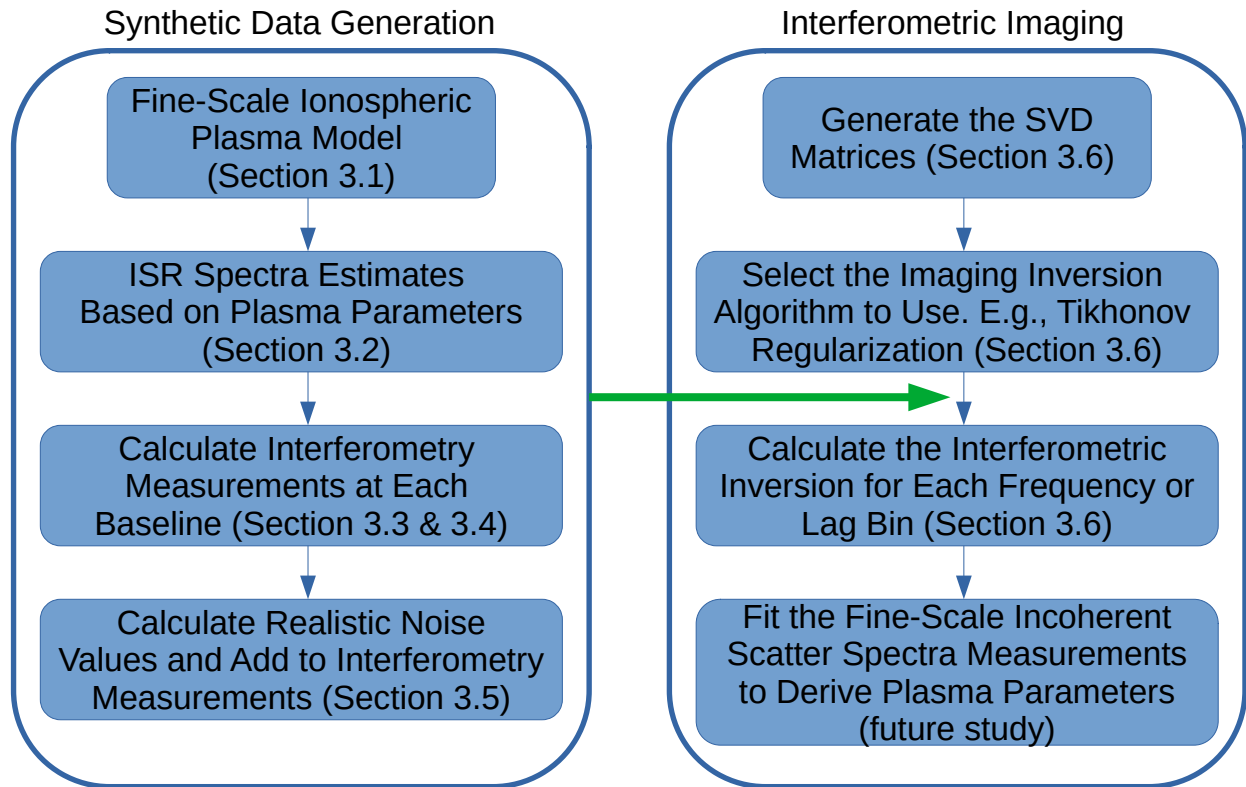 Synthetic Data Generation
Fine-Scale Ionospheric
Plasma Model
(Section 3.1)
ISR Spectra Estimates
Based on Plasma Parameters
(Section 3.2)
Calculate Interferometry
Measurements at Each
Baseline (Section 3.3 & 3.4)
Calculate Realistic Noise
Values and Add to Interferometry
Measurements (Section 3.5)
Interferometric Imaging
Generate the SVD
Matrices (Section 3.6)
Select the Imaging Inversion
Algorithm to Use. E.g., Tikhonov
Regularization (Section 3.6)
Calculate the Interferometric
Inversion for Each Frequency or
Lag Bin (Section 3.6)
Fit the Fine-Scale Incoherent
Scatter Spectra Measurements
to Derive Plasma Parameters
(future study)